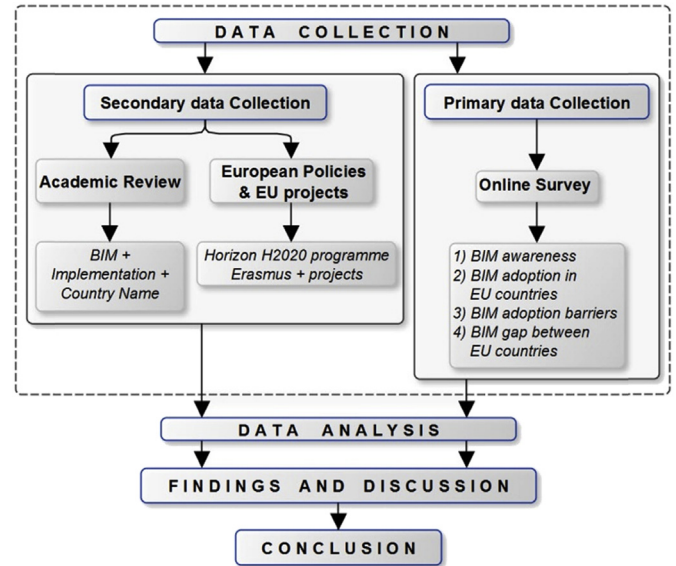 DATA COLLECTION
Secondary data Collection
Academic Review
European Policies
& EU projects
BIM +
Implementation +
Country Name
Horizon H2020 programme
Erasmus + projects
Primary data Collection
Online Survey
1) BIM awareness
2) BIM adoption in
EU countries
3) BIM adoption barriers
4) BIM gap between
EU countries
DATA ANALYSIS
FINDINGS AND DISCUSSION
CONCLUSION